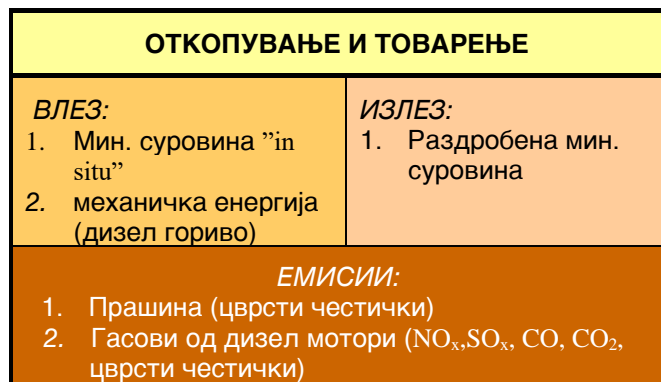 ОТКОПУВАЊЕ И ТОВАРЕЊЕ
ВЛЕЗ:
1. Мин. суровина ”in
situ”
2. механичка енергија
(дизел гориво)
ИЗЛЕЗ:
1. Раздробена мин.
суровина
ЕМИСИИ:
1. Прашина (цврсти честички)
2. Гасови од дизел мотори (NOₓ,SOₓ, CO, CO₂,
цврсти честички)